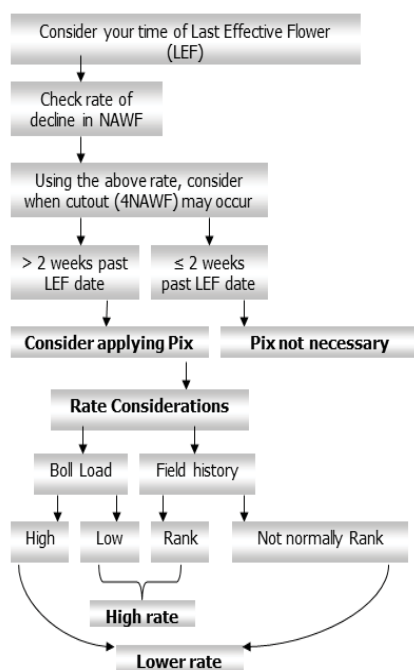 Consider your time of Last Effective Flower
(LEF)
Check rate of
decline in NAWF
Using the above rate, consider
when cutout (4NAWF) may occur
> 2 weeks past
LEF date
≤ 2 weeks
past LEF date
Consider applying Pix
Pix not necessary
Rate Considerations
Boll Load
Field history
High
Low
Rank
Not normally Rank
High rate
Lower rate